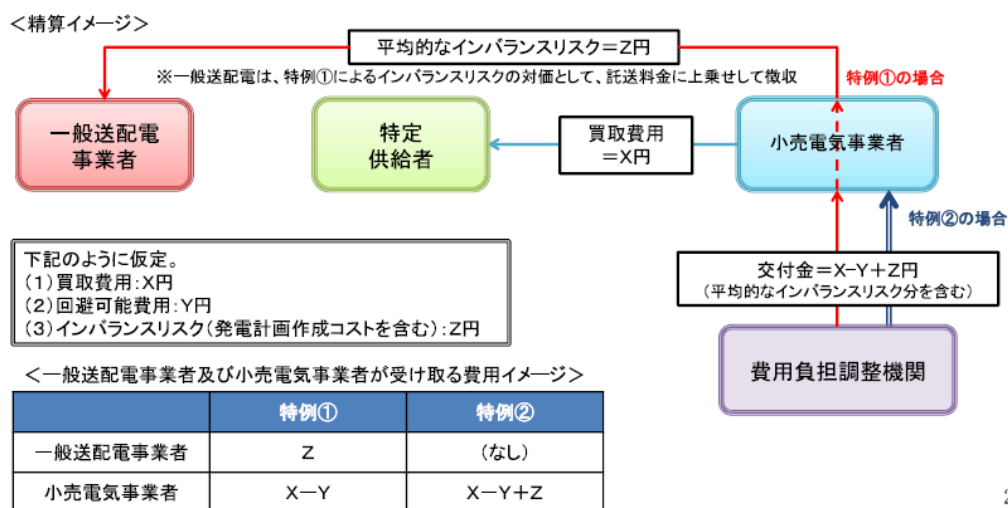 <精算イメージ>
平均的なインバランスリスク=Z円
※一般送配電は、特例①によるインバランスリスクの対価として、託送料金に上乗せして徴収
特例①の場合
一般送配電
事業者
特定
供給者
買取費用
=X円
小売電気事業者
特例②の場合
下記のように仮定。
(1)買取費用:X円
(2)回避可能費用:Y円
(3)インバランスリスク(発電計画作成コストを含む):Z円
交付金=X-Y+Z円
(平均的なインバランスリスク分を含む)
費用負担調整機関
<一般送配電事業者及び小売電気事業者が受け取る費用イメージ>
特例① 特例②
一般送配電事業者 Z (なし)
小売電気事業者 X-Y X-Y+Z
2